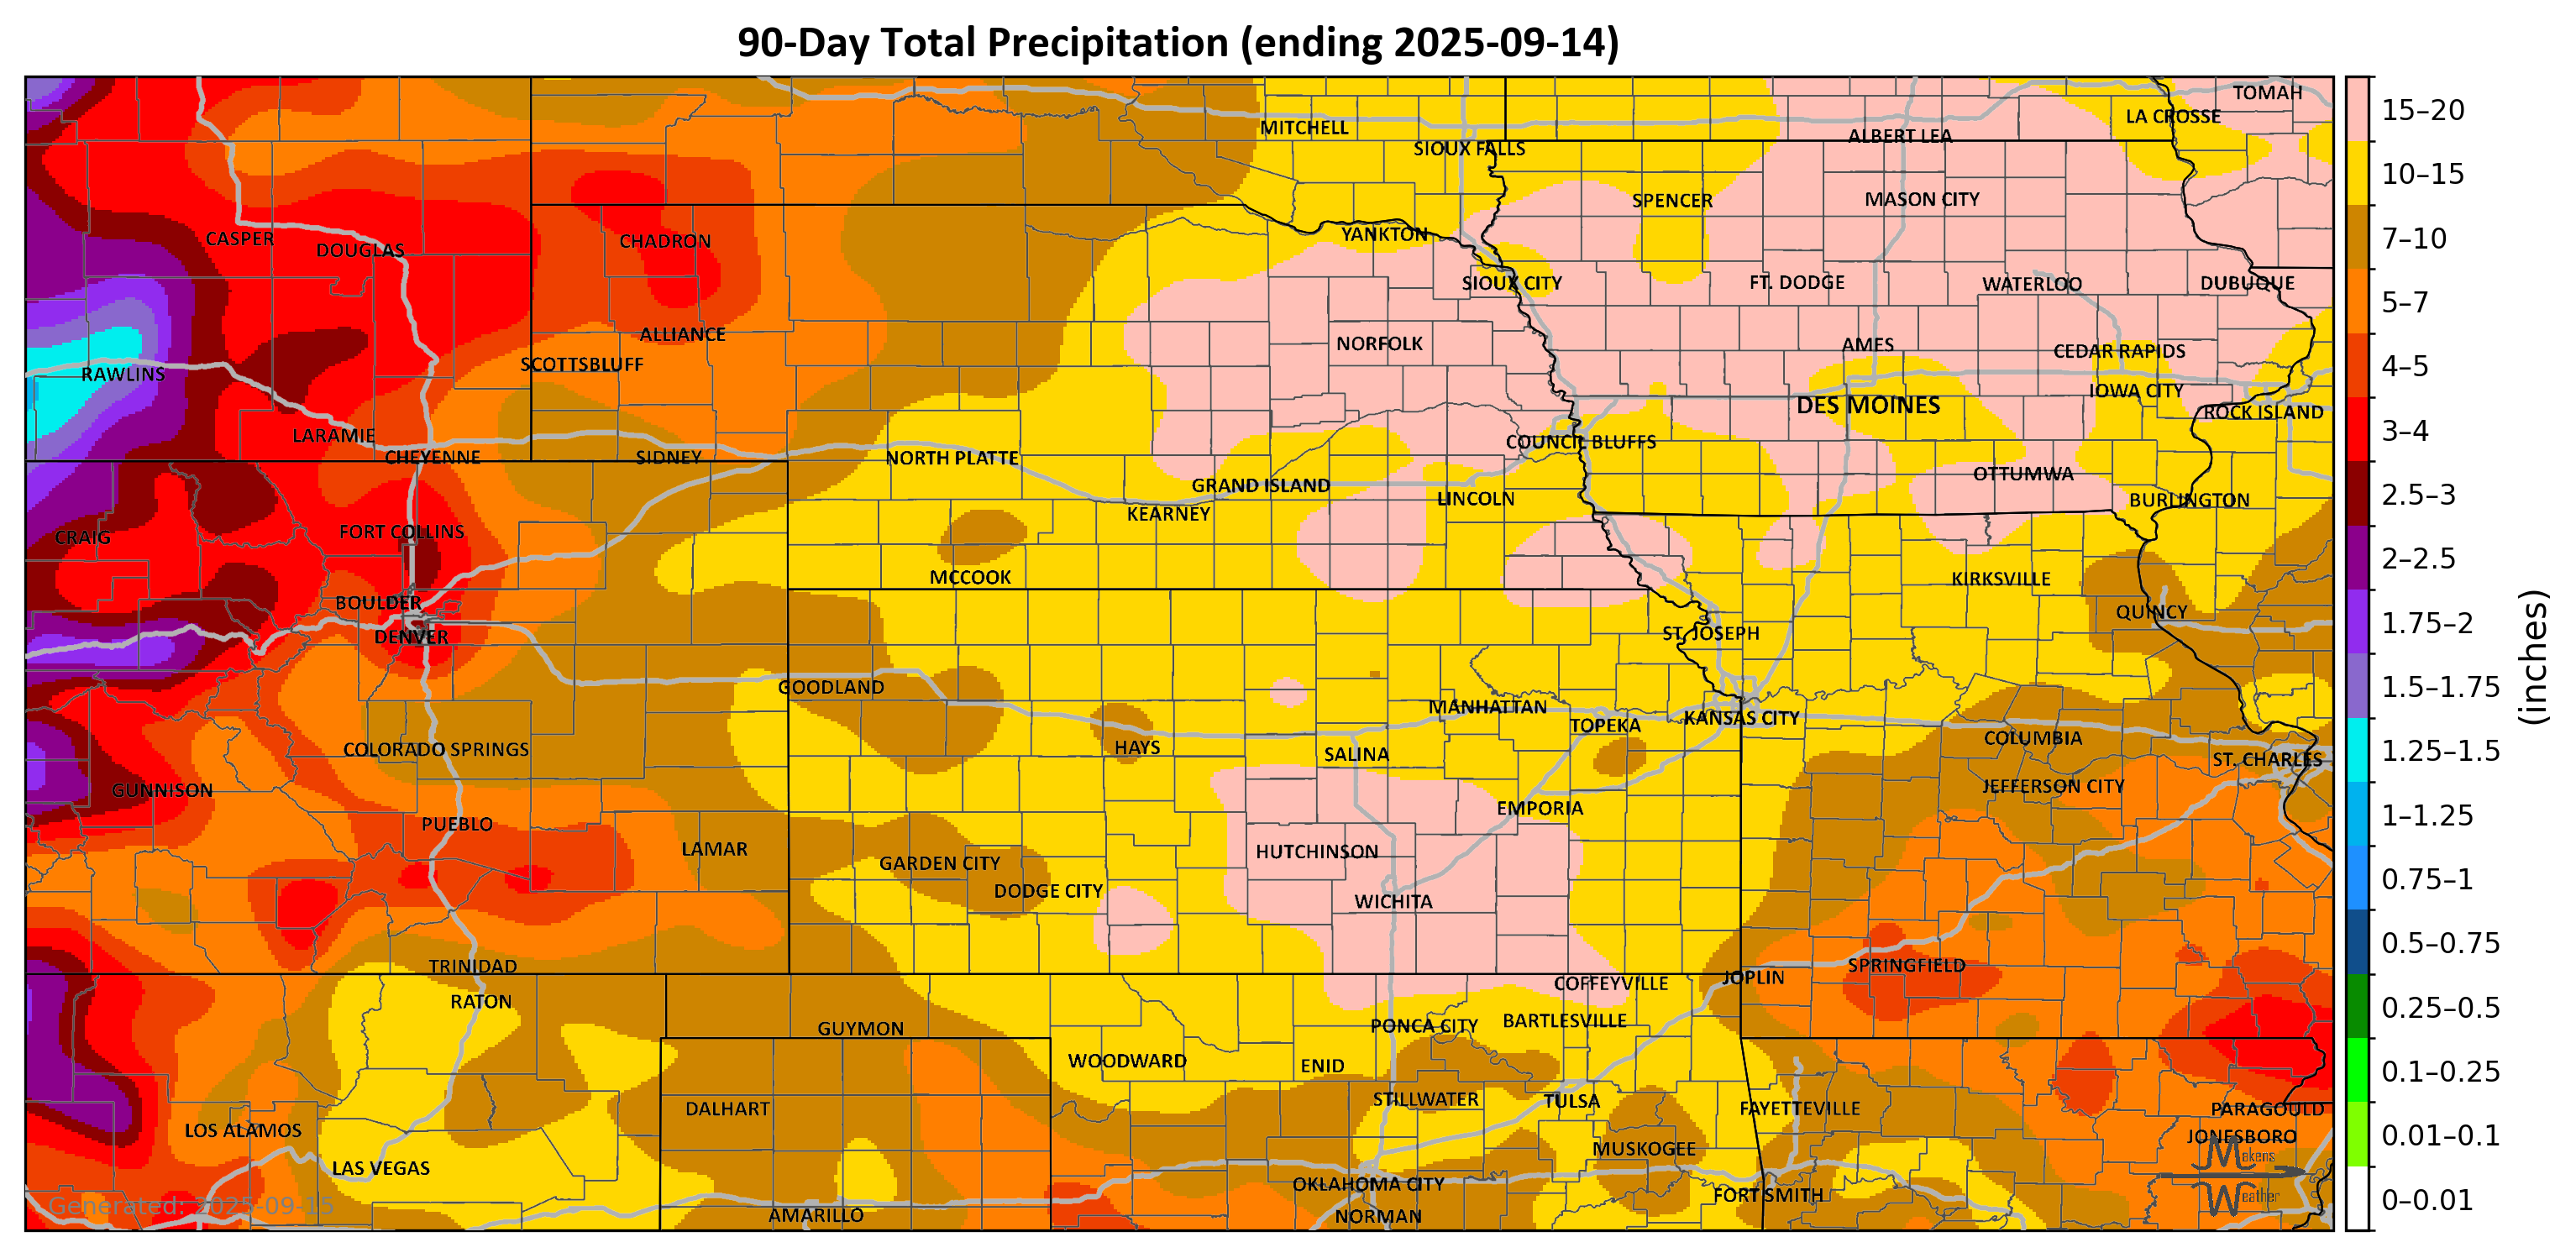 90-Day Total Precipitation (ending 2025-09-14)
TOMAH
LA CROSSE
MITCHELL
ALBERT LEA
SIOUX FALLS
SPENCER
MASON CITY
YANKTON
CASPER
CHADRON
DOUGLAS
SIOUX CITY
FT. DODGE
WATERLOO
DUBUQUE
ALLIANCE
NORFOLK
AMES
CEDAR RAPIDS
SCOTTSBLUFF
RAWLINS
IOWA CITY
DES MOINES
ROCK ISLAND
LARAMIE
COUNCIL BLUFFS
CHEYENNE
SIDNEY
NORTH PLATTE
OTTUMWA
GRAND ISLAND
LINCOLN
BURLINGTON
KEARNEY
FORT COLLINS
CRAIG
MCCOOK
KIRKSVILLE
BOULDER
QUINCY
DENVER
ST. JOSEPH
GOODLAND
MANHATTAN
KANSAS CITY
TOPEKA
COLUMBIA
COLORADO SPRINGS
HAYS
SALINA
ST. CHARLES
GUNNISON
JEFFERSON CITY
EMPORIA
PUEBLO
LAMAR
HUTCHINSON
GARDEN CITY
DODGE CITY
WICHITA
TRINIDAD
SPRINGFIELD
JOPLIN
COFFEYVILLE
RATON
BARTLESVILLE
GUYMON
PONCA CITY
WOODWARD
ENID
STILLWATER
TULSA
DALHART
FAYETTEVILLE
PARAGOULD
LOS ALAMOS
JONESBORO
MUSKOGEE
Makens
LAS VEGAS
OKLAHOMA CITY
FORT SMITH
Weather
Generated: 2025-09-15
AMARILLO
NORMAN
15–20
10–15
7–10
5–7
4–5
3–4
2.5–3
2–2.5
1.75–2
1.5–1.75
1.25–1.5
1–1.25
0.75–1
0.5–0.75
0.25–0.5
0.1–0.25
0.01–0.1
0–0.01
(inches)